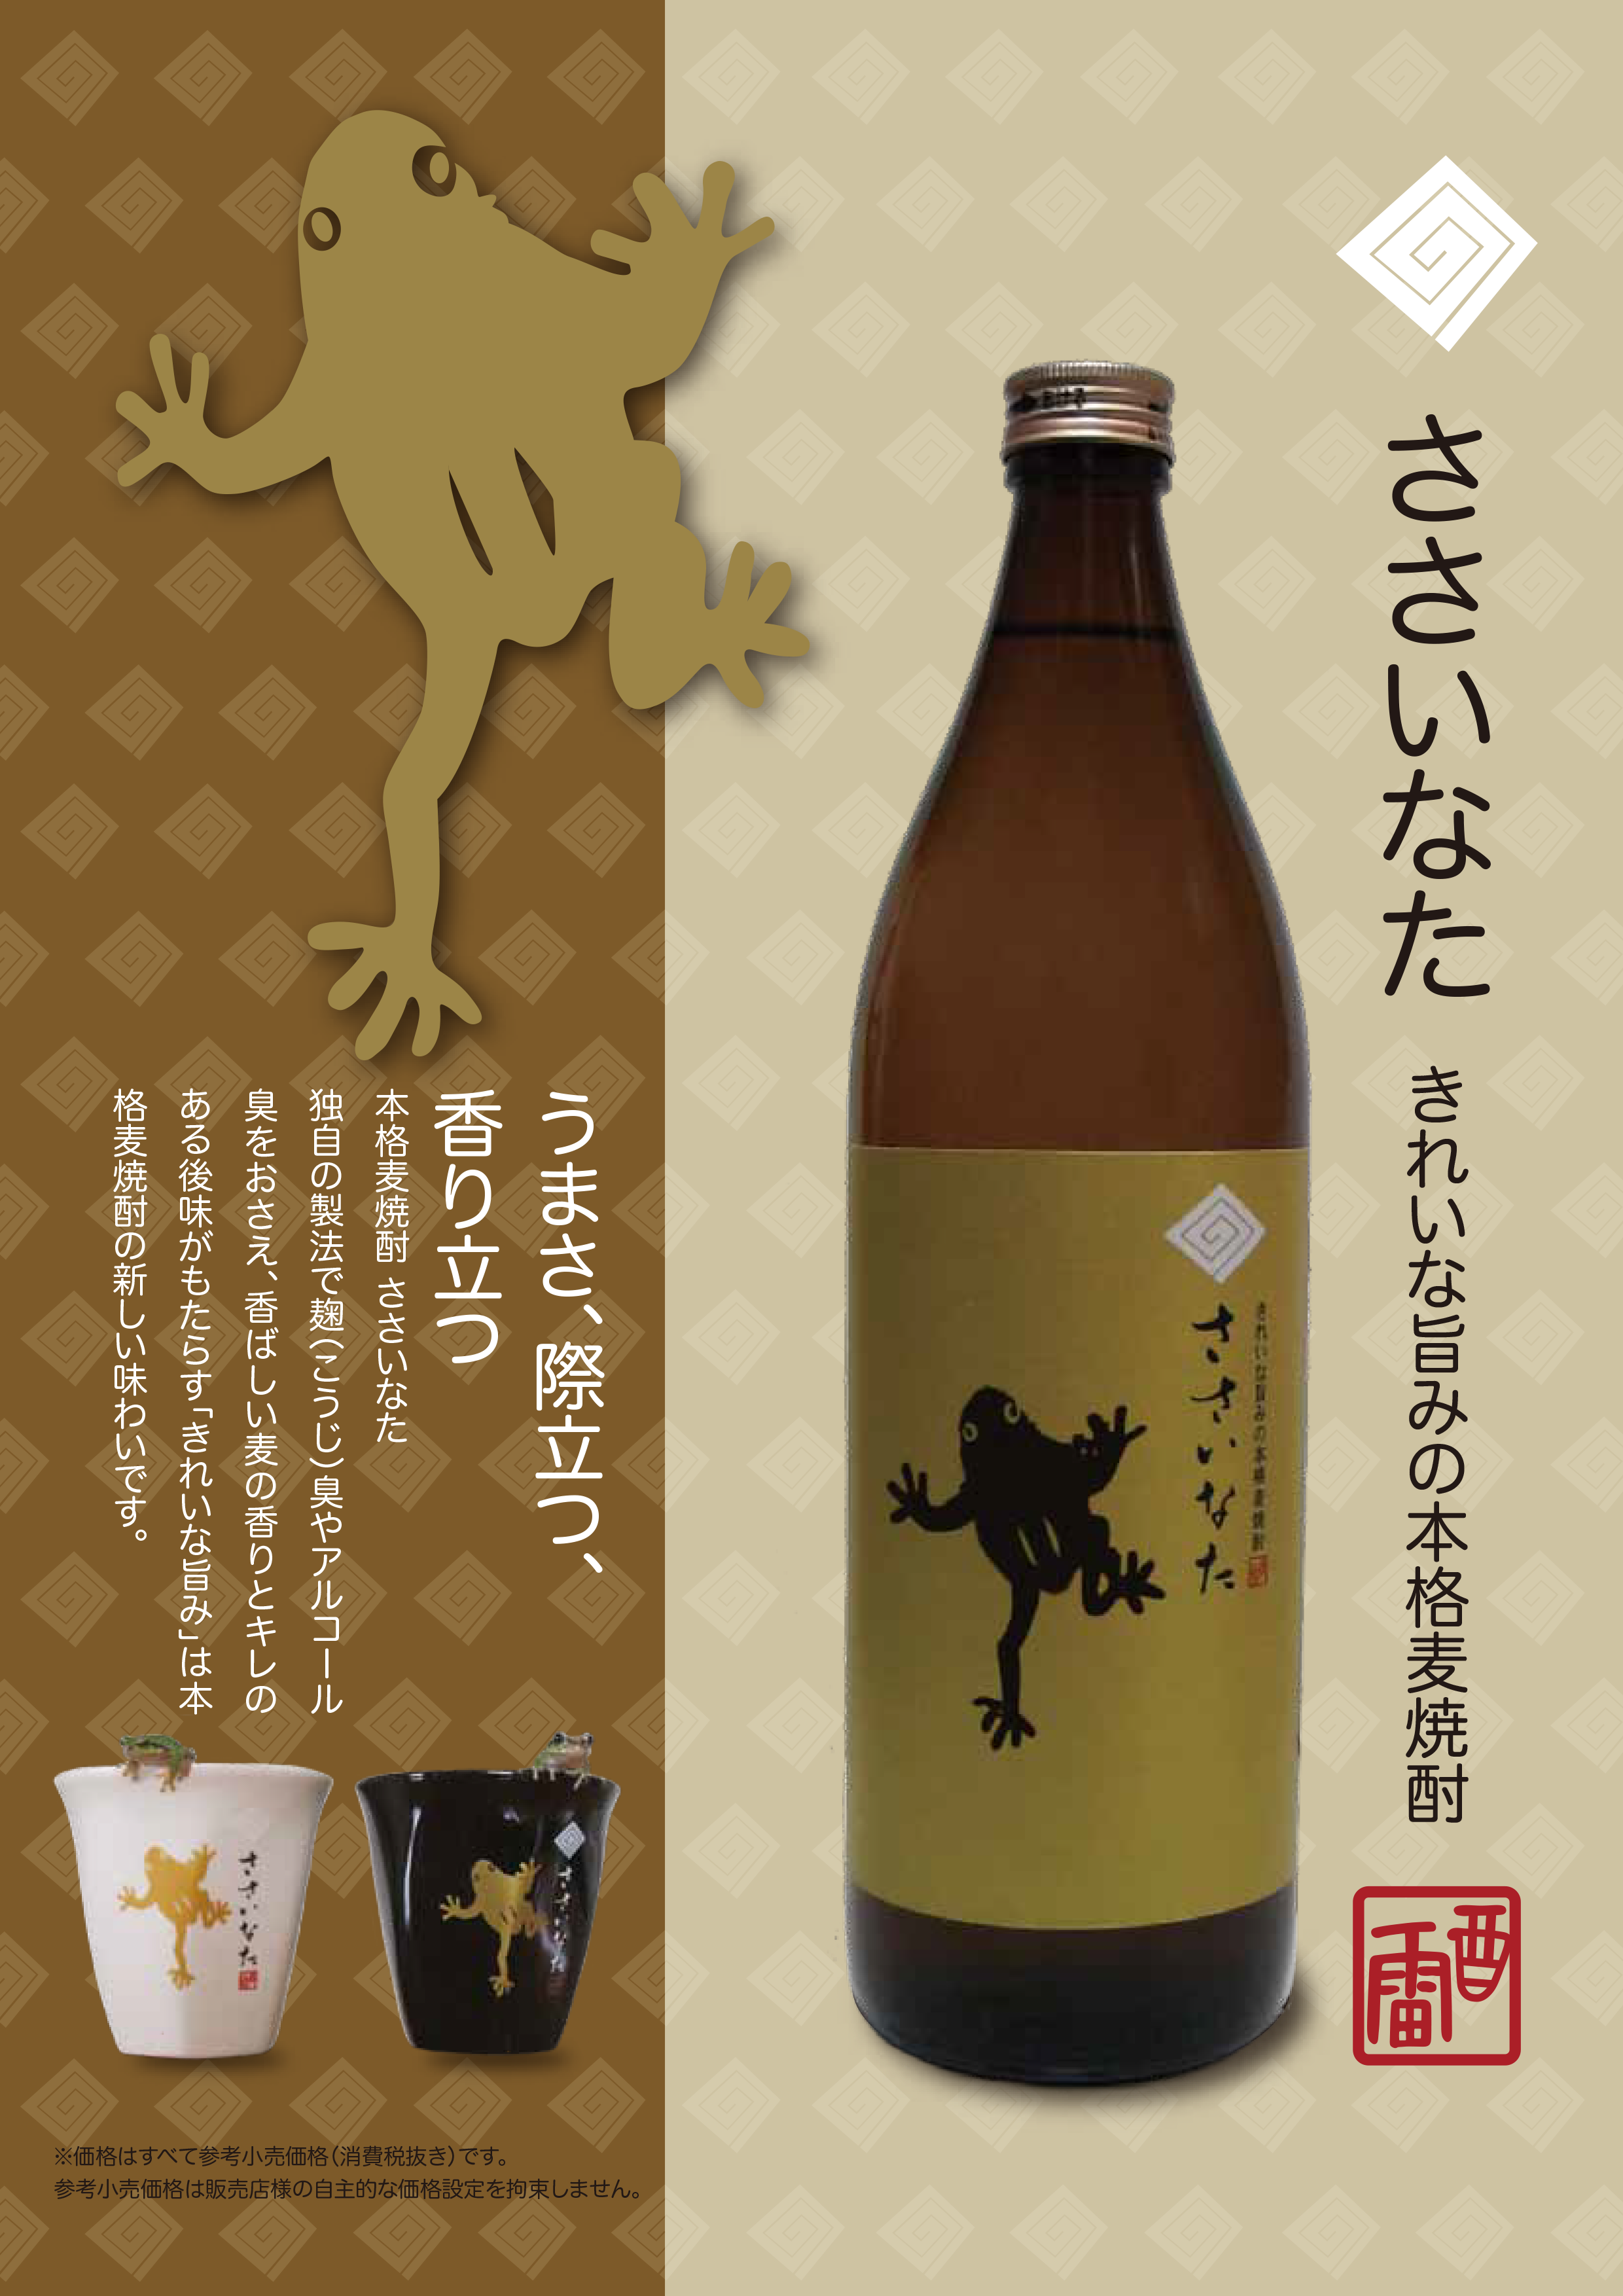 ささいなた
きれいな旨みの本格麦焼酎
きれいな旨みの本格麦焼酎
ささいなた
うまさ、際立つ、
香り立つ
本格麦焼酎 ささいなた
独自の製法で麹(こうじ)臭やアルコール
臭をおさえ、香ばしい麦の香りとキレの
ある後味がもたらす「きれいな旨み」は本
格麦焼酎の新しい味わいです。
ささいなた
ささいなた
※価格はすべて参考小売価格(消費税抜き)です。
参考小売価格は販売店様の自主的な価格設定を拘束しません。